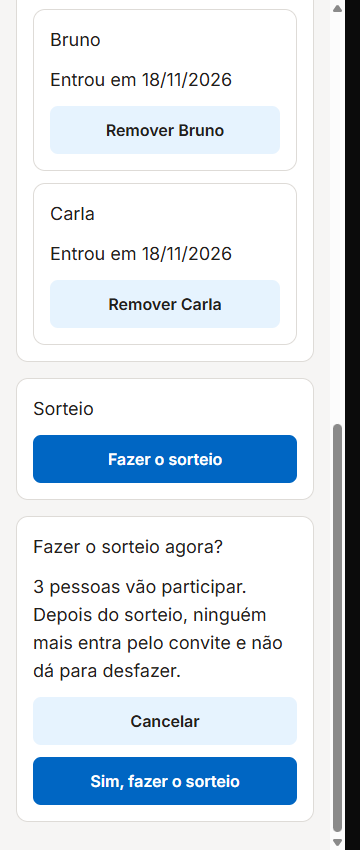 Bruno
Entrou em 18/11/2026
Remover Bruno
Carla
Entrou em 18/11/2026
Remover Carla
Sorteio
Fazer o sorteio
Fazer o sorteio agora?
3 pessoas vão participar.
Depois do sorteio, ninguém
mais entra pelo convite e não
dá para desfazer.
Cancelar
Sim, fazer o sorteio